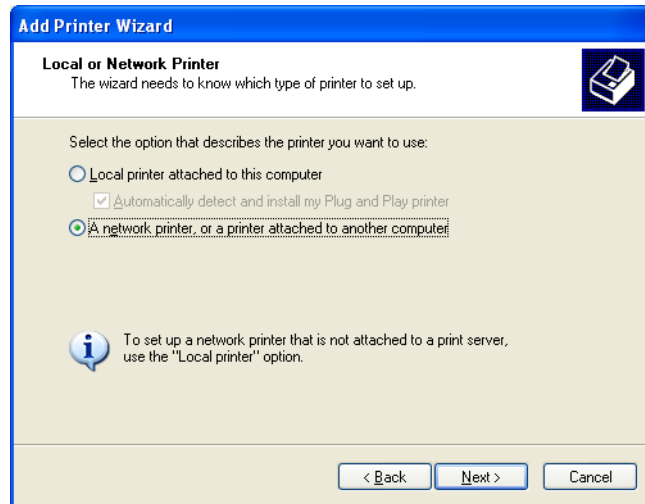 Add Printer Wizard
Local or Network Printer
The wizard needs to know which type of printer to set up.
Select the option that describes the printer you want to use:
Local printer attached to this computer
Automatically detect and install my Plug and Play printer
A network printer, or a printer attached to another computer
To set up a network printer that is not attached to a print server,
use the "Local printer" option.
< Back
Next >
Cancel